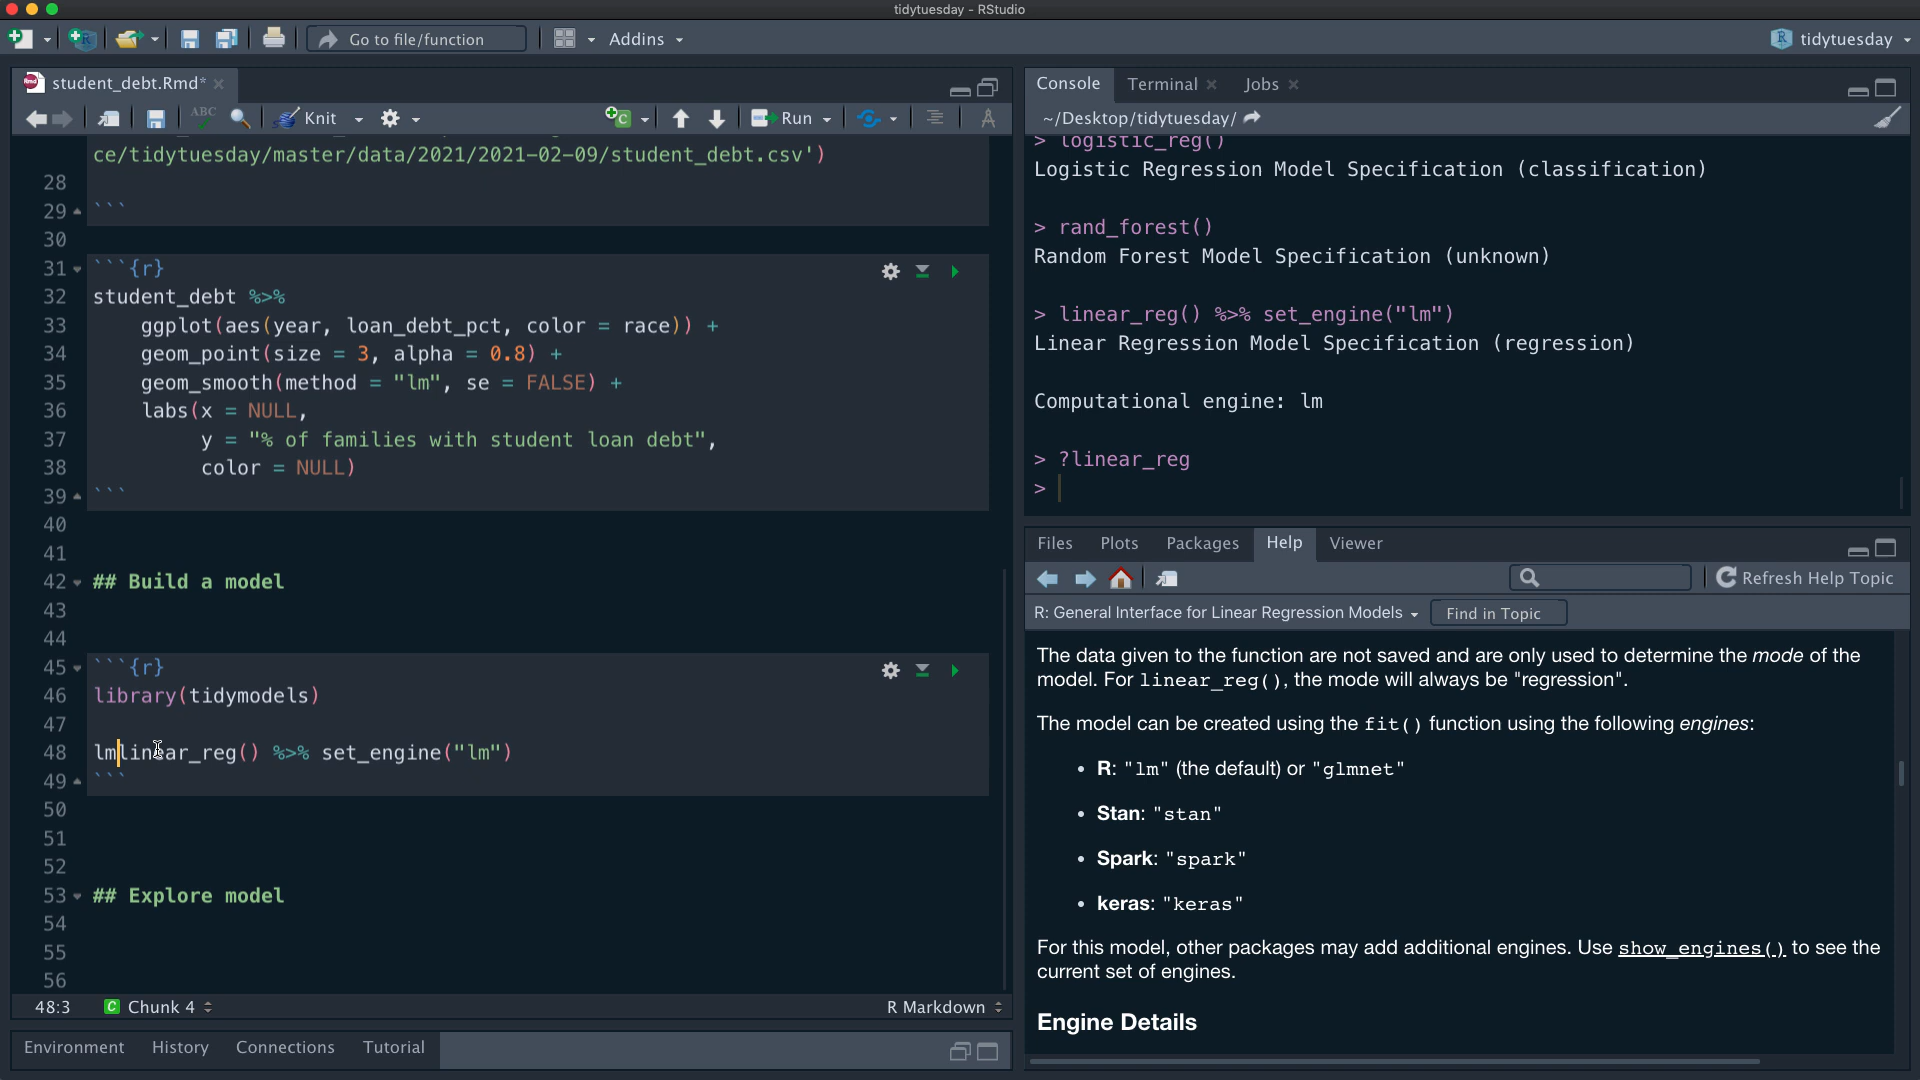 tidytuesday – RStudio
Go to file/function
Addins
tidytuesday
student_debt.Rmd*
ABC
Knit
Run
ce/tidytuesday/master/data/2021/2021-02-09/student_debt.csv')
28
29 ```
30
31 ```{r}
32 student_debt %>%
33 ggplot(aes(year, loan_debt_pct, color = race)) +
34 geom_point(size = 3, alpha = 0.8) +
35 geom_smooth(method = "lm", se = FALSE) +
36 labs(x = NULL,
37 y = "% of families with student loan debt",
38 color = NULL)
39 ```
40
41
42 ## Build a model
43
44
45 ```{r}
46 library(tidymodels)
47
48 lmlinear_reg() %>% set_engine("lm")
49 ```
50
51
52
53 ## Explore model
54
55
56
48:3 C Chunk 4 R Markdown
Environment History Connections Tutorial
Console Terminal Jobs
~/Desktop/tidytuesday/
> logistic_reg()
Logistic Regression Model Specification (classification)
> rand_forest()
Random Forest Model Specification (unknown)
> linear_reg() %>% set_engine("lm")
Linear Regression Model Specification (regression)
Computational engine: lm
> ?linear_reg
>
Files Plots Packages Help Viewer
Refresh Help Topic
R: General Interface for Linear Regression Models Find in Topic
The data given to the function are not saved and are only used to determine the mode of the
model. For linear_reg(), the mode will always be "regression".
The model can be created using the fit() function using the following engines:
• R: "lm" (the default) or "glmnet"
• Stan: "stan"
• Spark: "spark"
• keras: "keras"
For this model, other packages may add additional engines. Use show_engines() to see the
current set of engines.
Engine Details